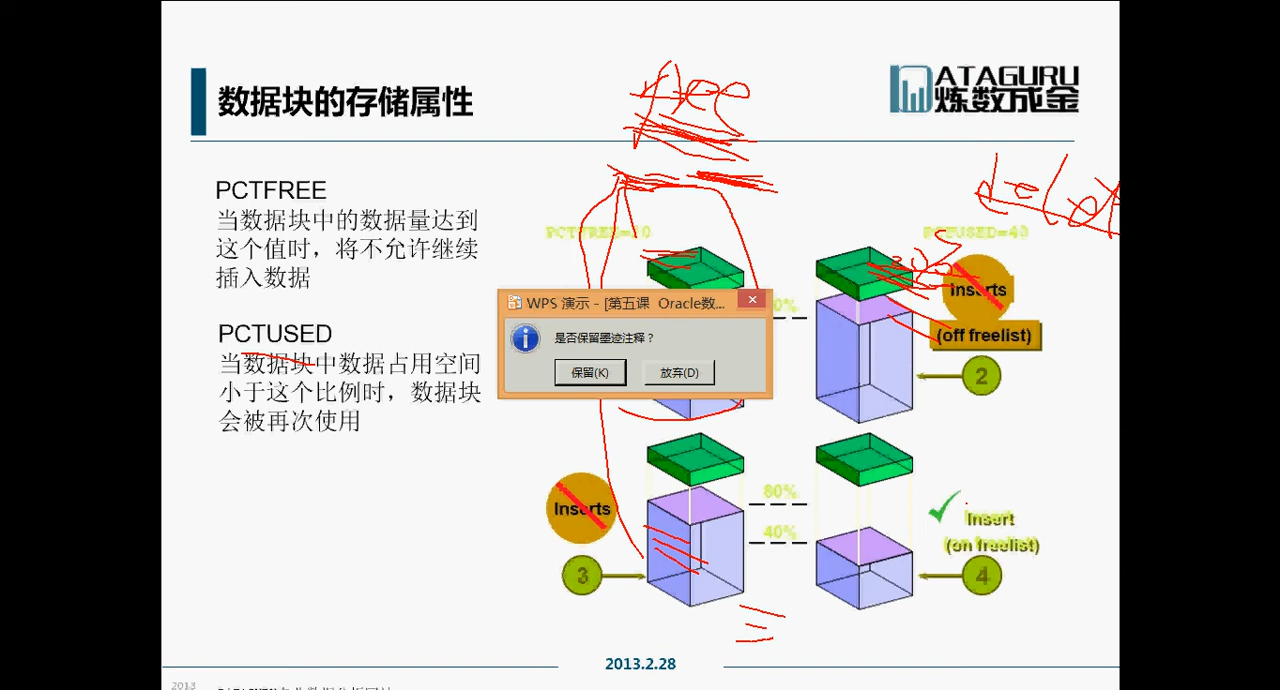 数据块的存储属性
ATAGURU
炼数成金
free
PCTFREE
当数据块中的数据量达到
这个值时，将不允许继续
插入数据
PCTUSED
当数据块中数据占用空间
小于这个比例时，数据块
会被再次使用
PCTUSED=40
Inserts
(off freelist)
2
WPS 演示 - [第五课 Oracle数...
是否保留墨迹注释？
保留(K)
放弃(D)
Inserts
3
80%
40%
Insert
(on freelist)
4
2013.2.28
2013